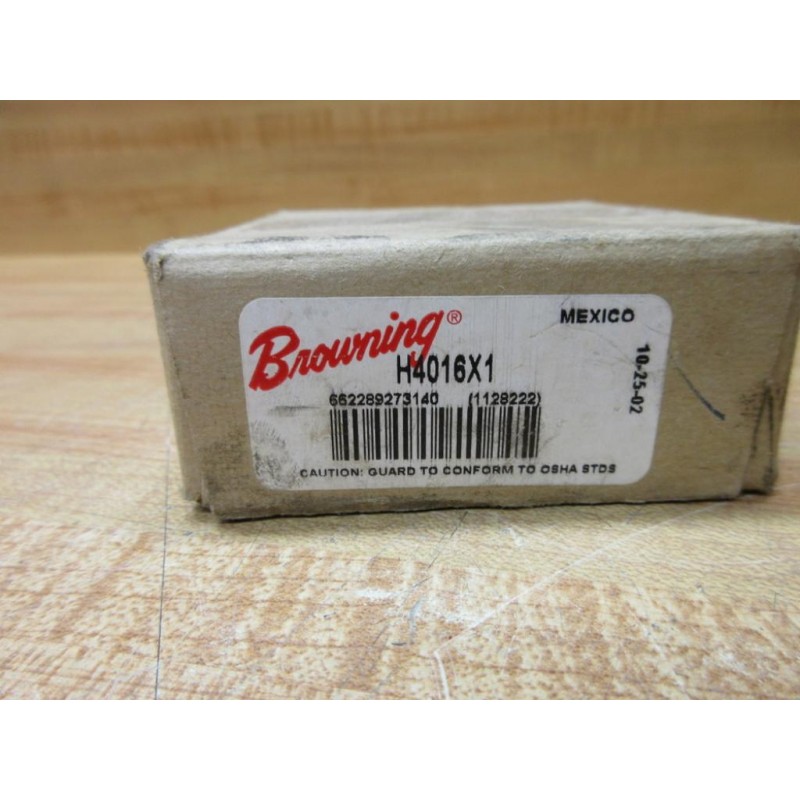 Browning®
MEXICO
H4016X1
662289273140 (1128222)
CAUTION: GUARD TO CONFORM TO OSHA STDS
10-25-02